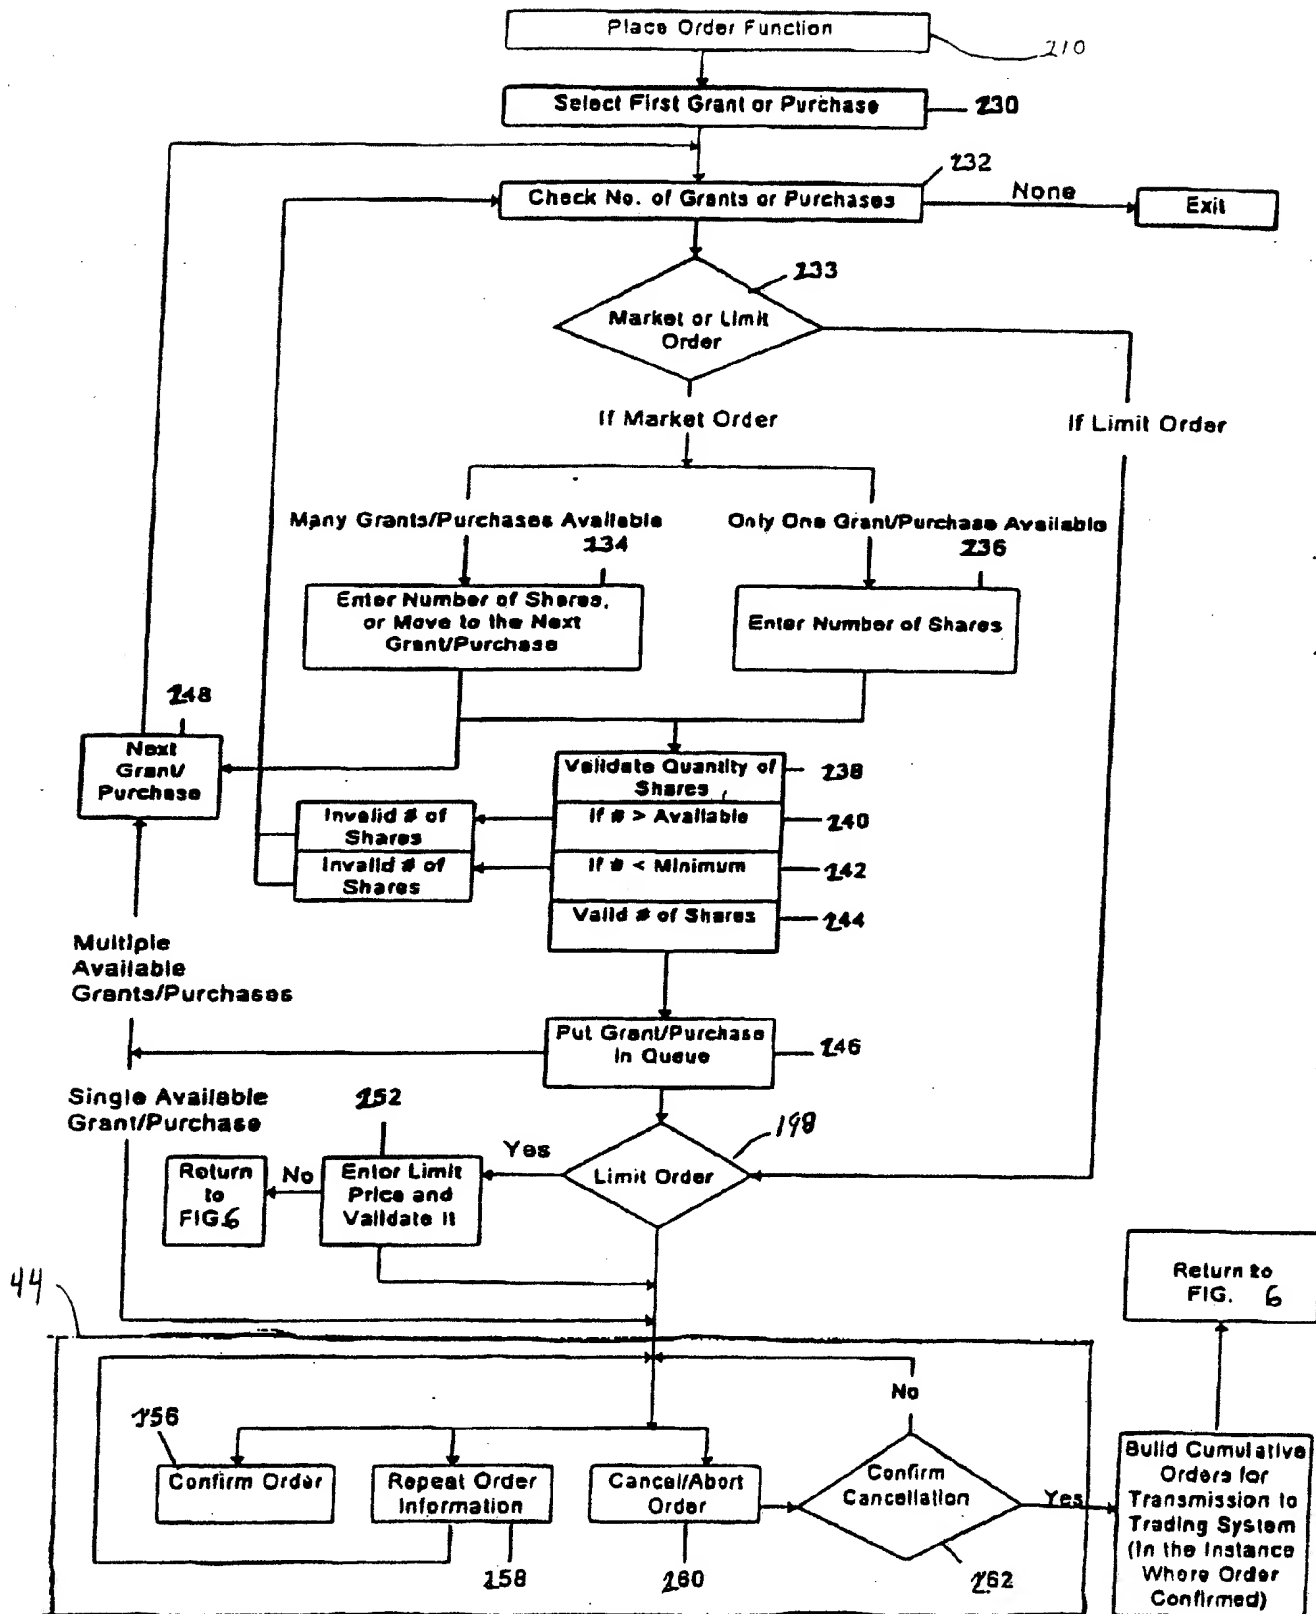 Place Order Function
210
Select First Grant or Purchase
230
232
Check No. of Grants or Purchases
None
Exit
233
Market or Limit
Order
If Market Order
If Limit Order
Many Grants/Purchases Available
Only One Grant/Purchase Available
234
236
Enter Number of Shares,
or Move to the Next
Grant/Purchase
Enter Number of Shares
248
Next
Grant/
Purchase
Validate Quantity of
Shares
238
Invalid # of
Shares
If # > Available
240
Invalid # of
Shares
If # < Minimum
242
Valid # of Shares
244
Multiple
Available
Grants/Purchases
Put Grant/Purchase
in Queue
246
Single Available
Grant/Purchase
252
198
Return
to
FIG.6
No
Enter Limit
Price and
Validate It
Yes
Limit Order
44
Return to
FIG. 6
No
256
Confirm Order
Repeat Order
Information
Cancel/Abort
Order
Confirm
Cancellation
Yes
258
260
262
Build Cumulative
Orders for
Transmission to
Trading System
(In the Instance
Where Order
Confirmed)